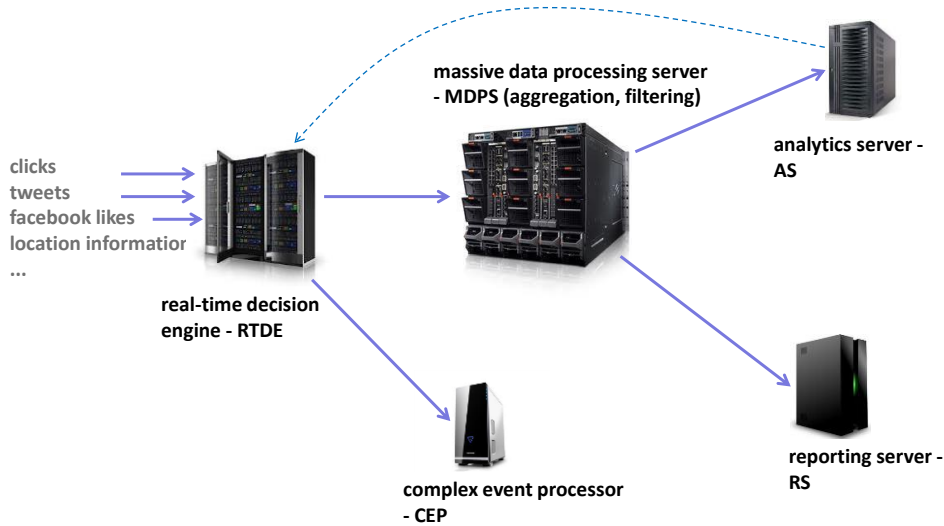 massive data processing server
- MDPS (aggregation, filtering)
analytics server -
AS
clicks
tweets
facebook likes
location information
...
real-time decision
engine - RTDE
reporting server -
RS
complex event processor
- CEP